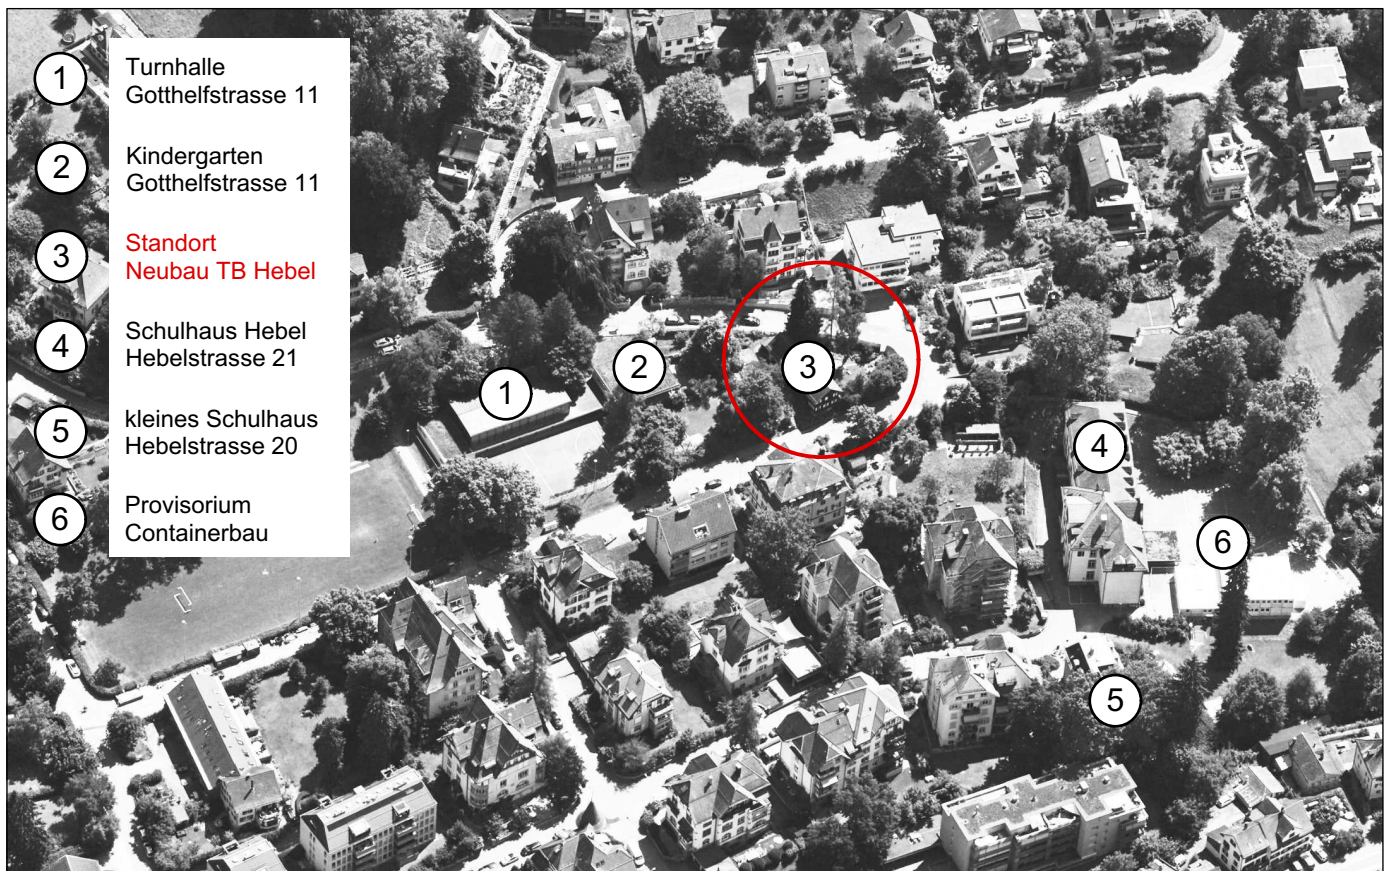 1
Turnhalle
Gotthelfstrasse 11
2
Kindergarten
Gotthelfstrasse 11
3
Standort
Neubau TB Hebel
4
Schulhaus Hebel
Hebelstrasse 21
5
kleines Schulhaus
Hebelstrasse 20
6
Provisorium
Containerbau
1
2
3
4
5
6